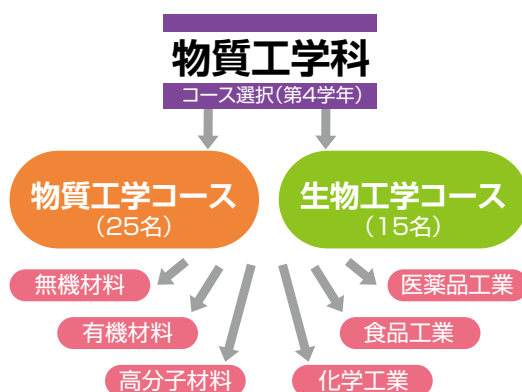 物質工学科
コース選択(第4学年)
物質工学コース
(25名)
生物工学コース
(15名)
無機材料
医薬品工業
有機材料
食品工業
高分子材料
化学工業